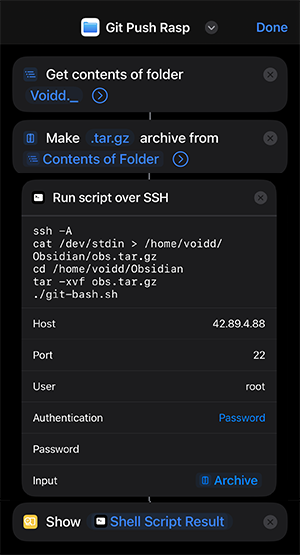 Git Push Rasp
Done
Get contents of folder
Voidd._
Make .tar.gz archive from
Contents of Folder
Run script over SSH
ssh -A
cat /dev/stdin > /home/voidd/
Obsidian/obs.tar.gz
cd /home/voidd/Obsidian
tar -xvf obs.tar.gz
./git-bash.sh
Host 42.89.4.88
Port 22
User root
Authentication Password
Password
Input Archive
Show Shell Script Result